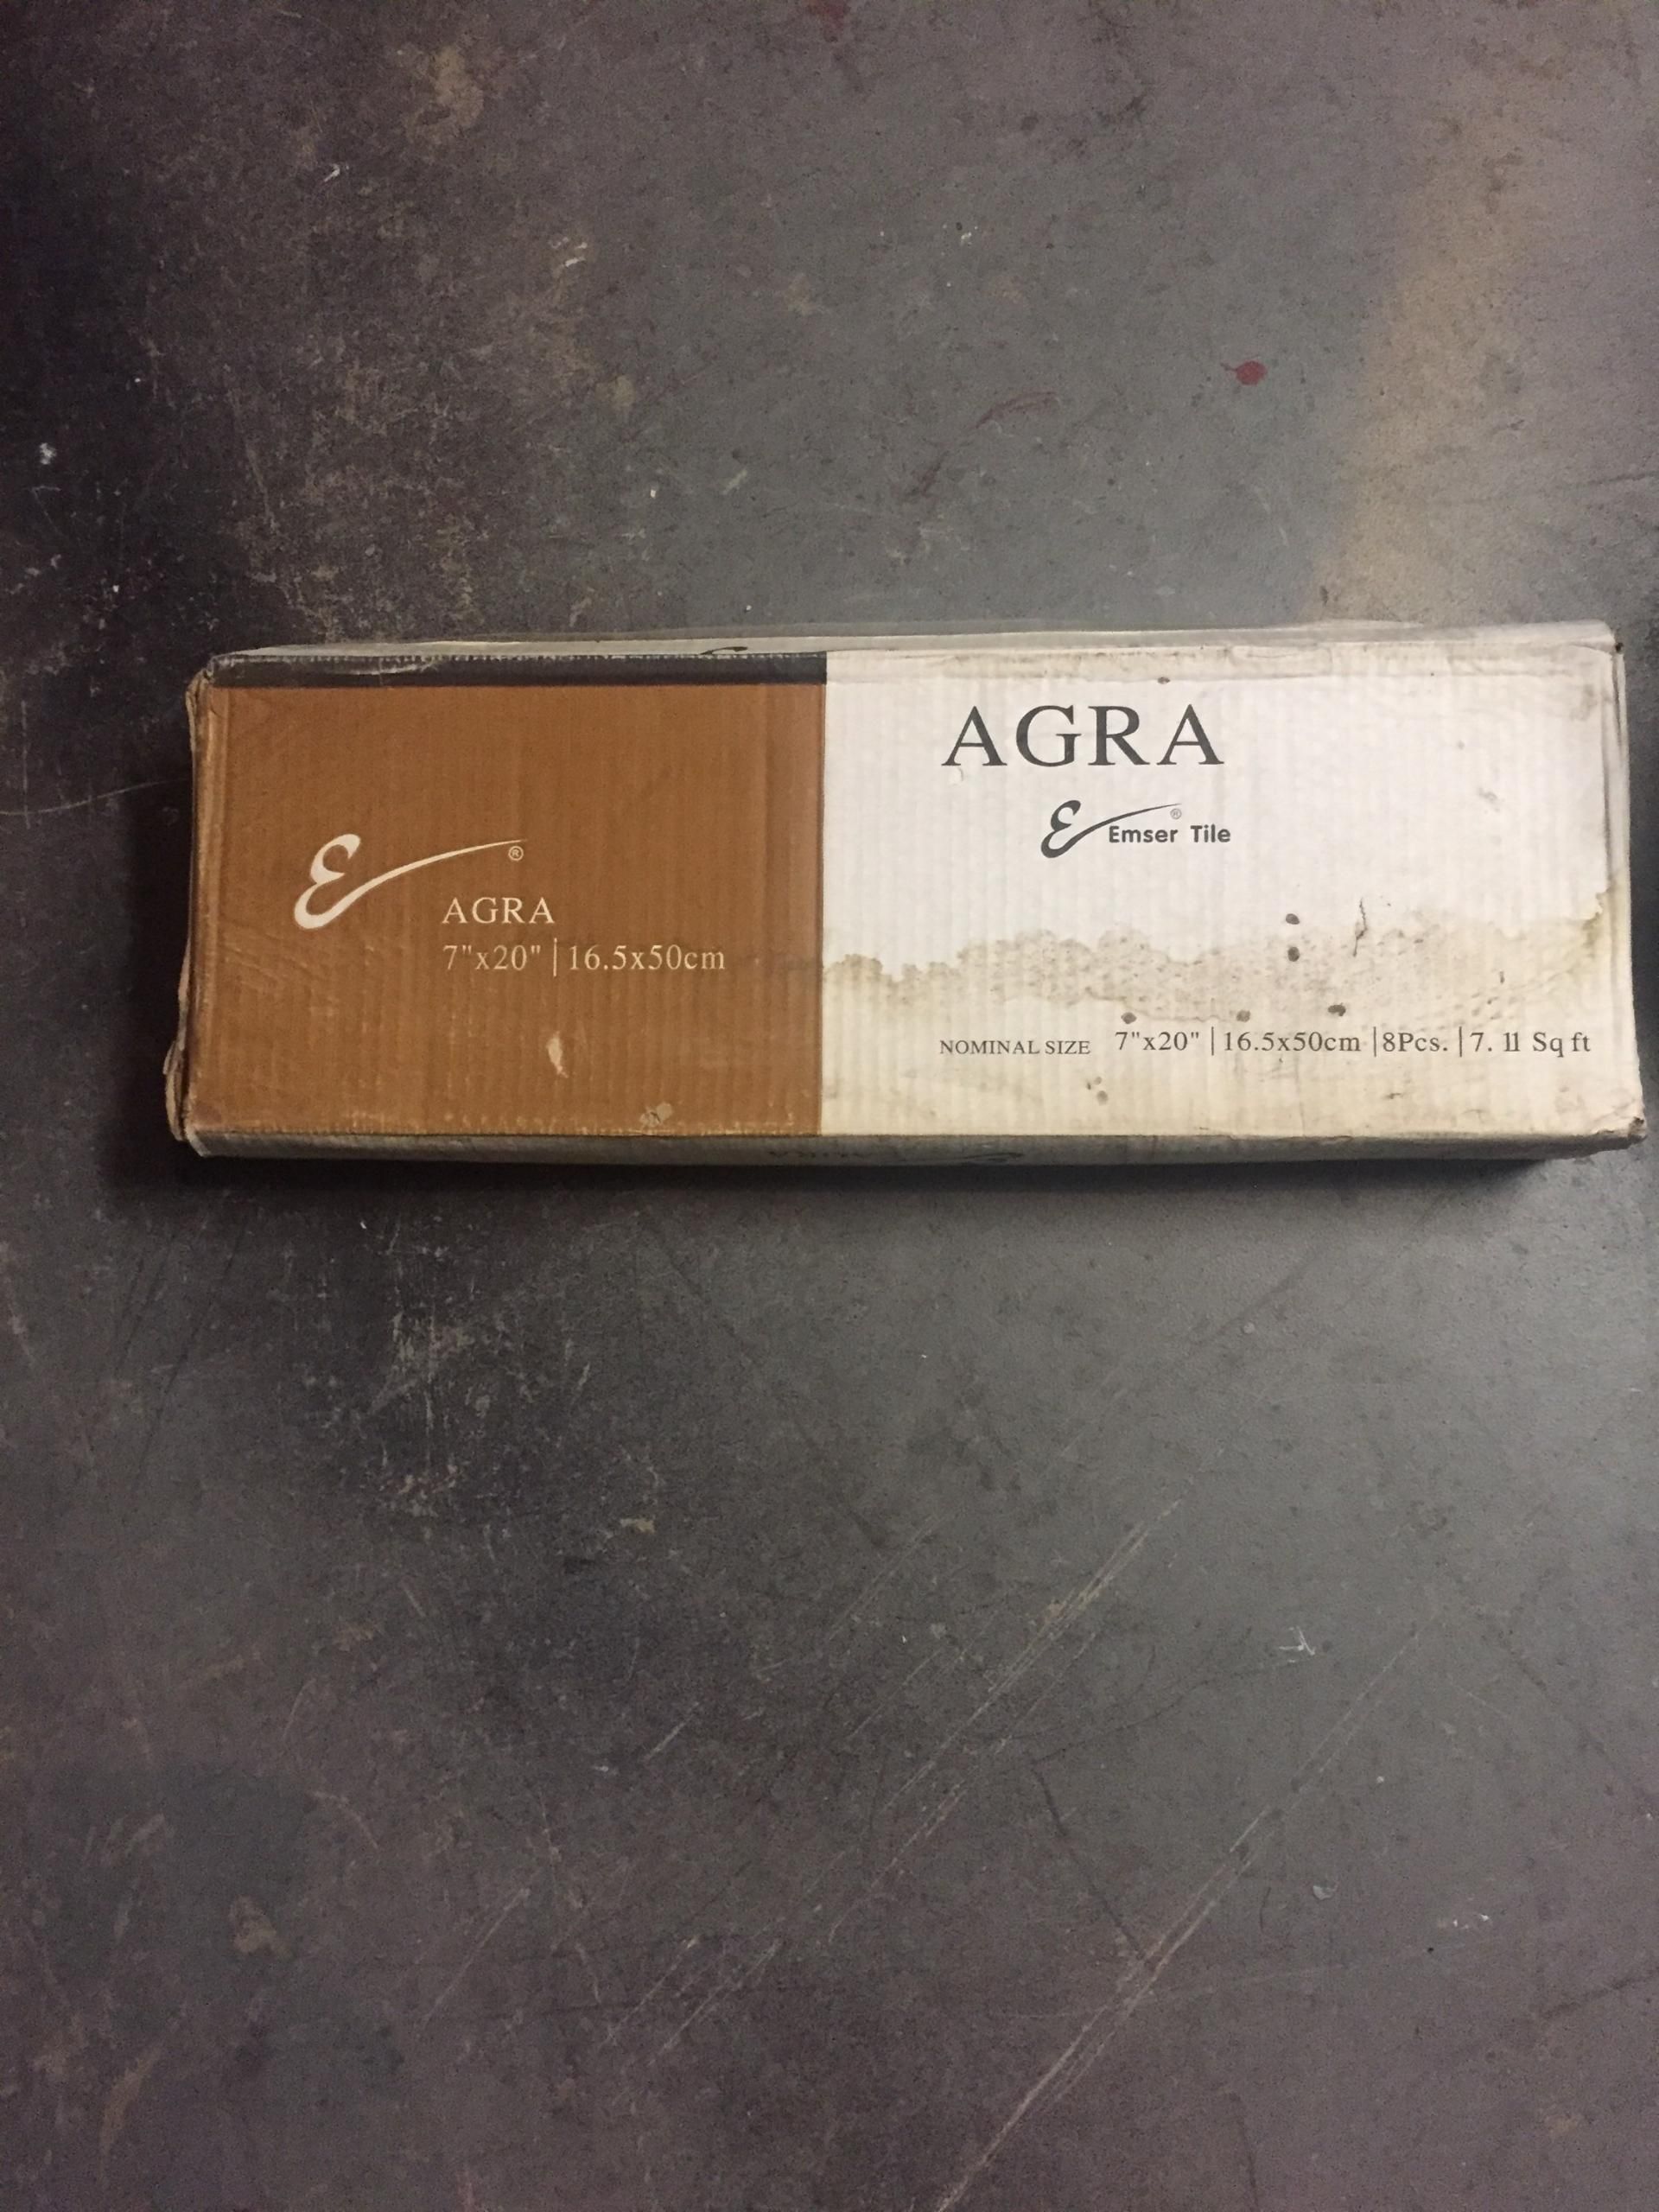 ®
AGRA
7"x20" | 16.5x50cm
AGRA
Emser Tile ®
NOMINAL SIZE 7"x20" | 16.5x50cm | 8Pcs. | 7. 11 Sq ft